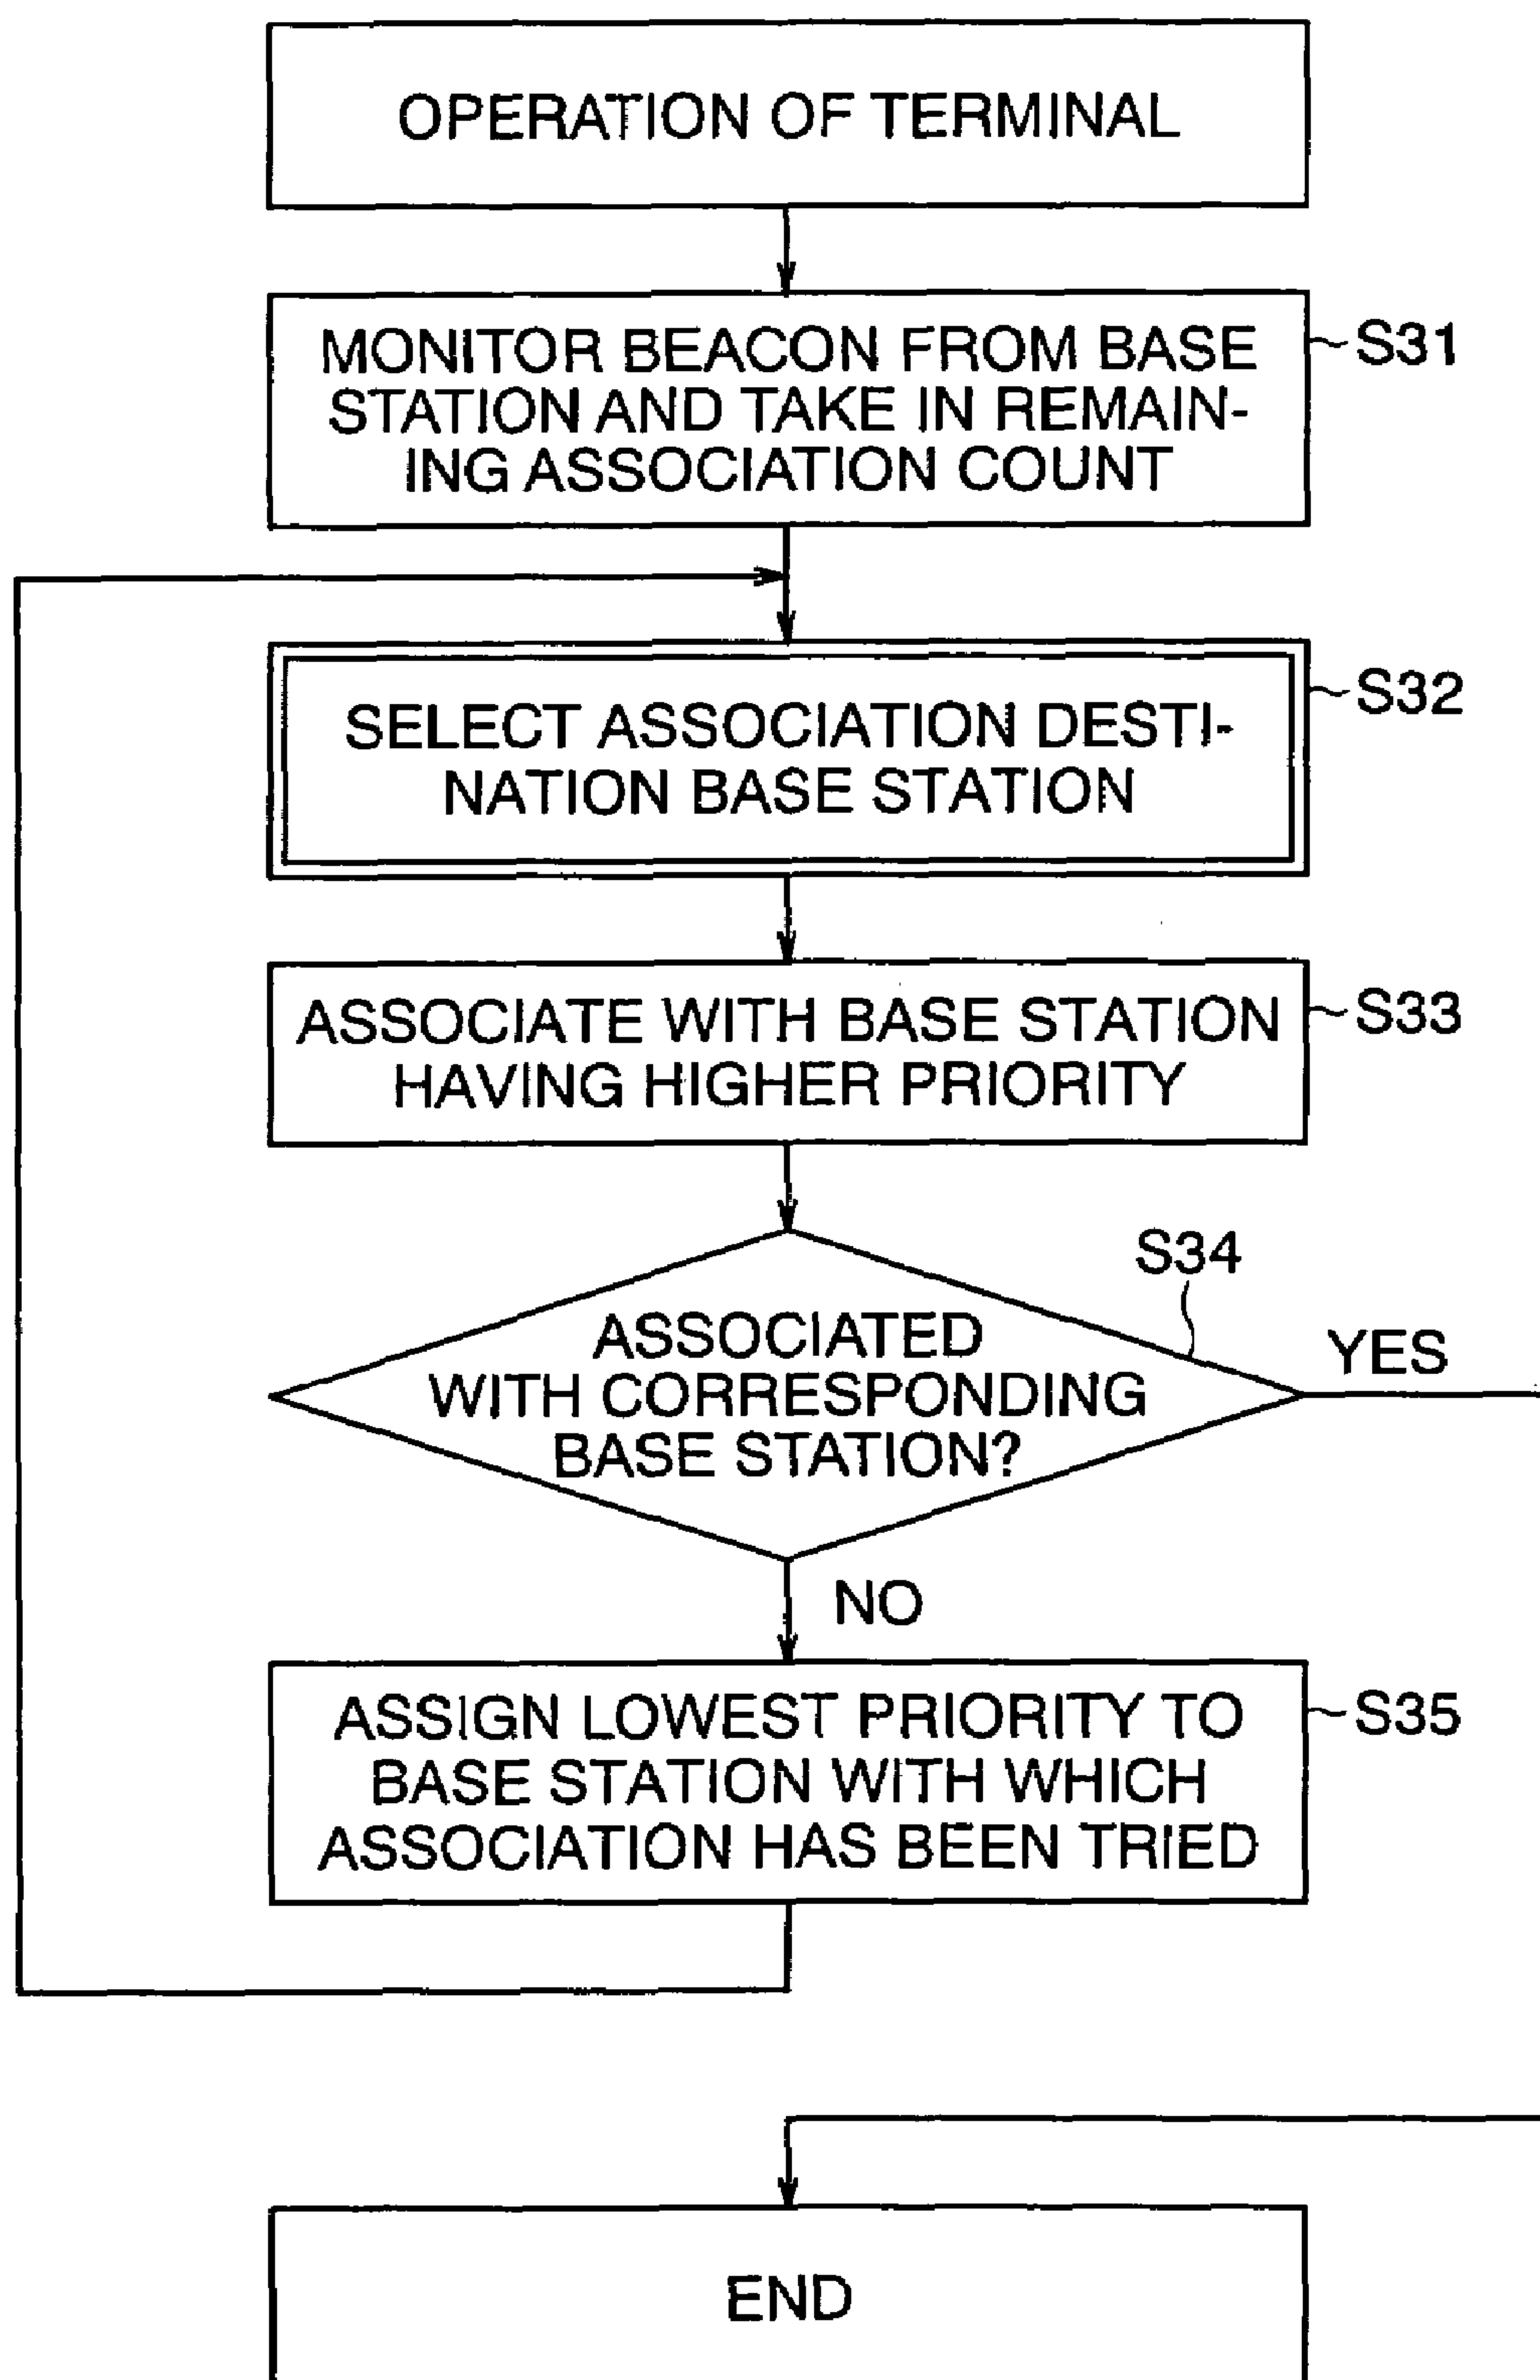 OPERATION OF TERMINAL
MONITOR BEACON FROM BASE
STATION AND TAKE IN REMAIN-
ING ASSOCIATION COUNT
S31
SELECT ASSOCIATION DESTI-
NATION BASE STATION
S32
ASSOCIATE WITH BASE STATION
HAVING HIGHER PRIORITY
S33
S34
ASSOCIATED
WITH CORRESPONDING
BASE STATION?
YES
NO
ASSIGN LOWEST PRIORITY TO
BASE STATION WITH WHICH
ASSOCIATION HAS BEEN TRIED
S35
END